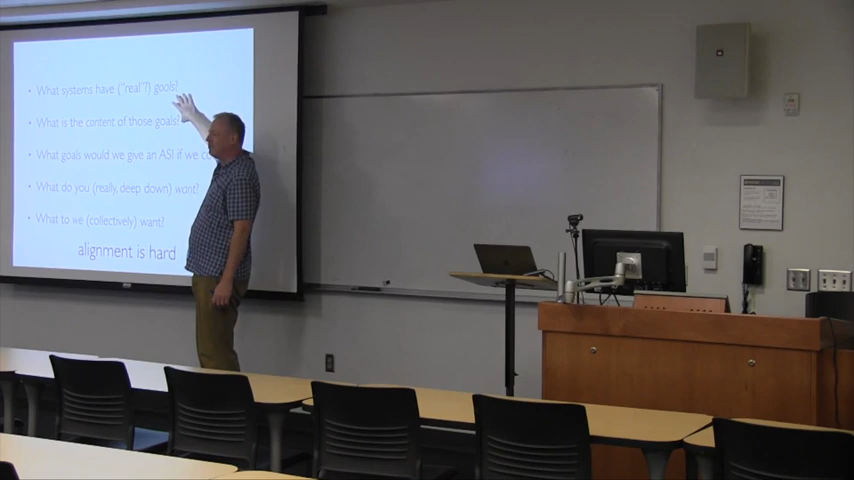 • What systems have ("real"?) goals?
• What is the content of those goals?
• What goals would we give an ASI if we co
• What do you (really, deep down) want?
• What to we (collectively) want?
alignment is hard